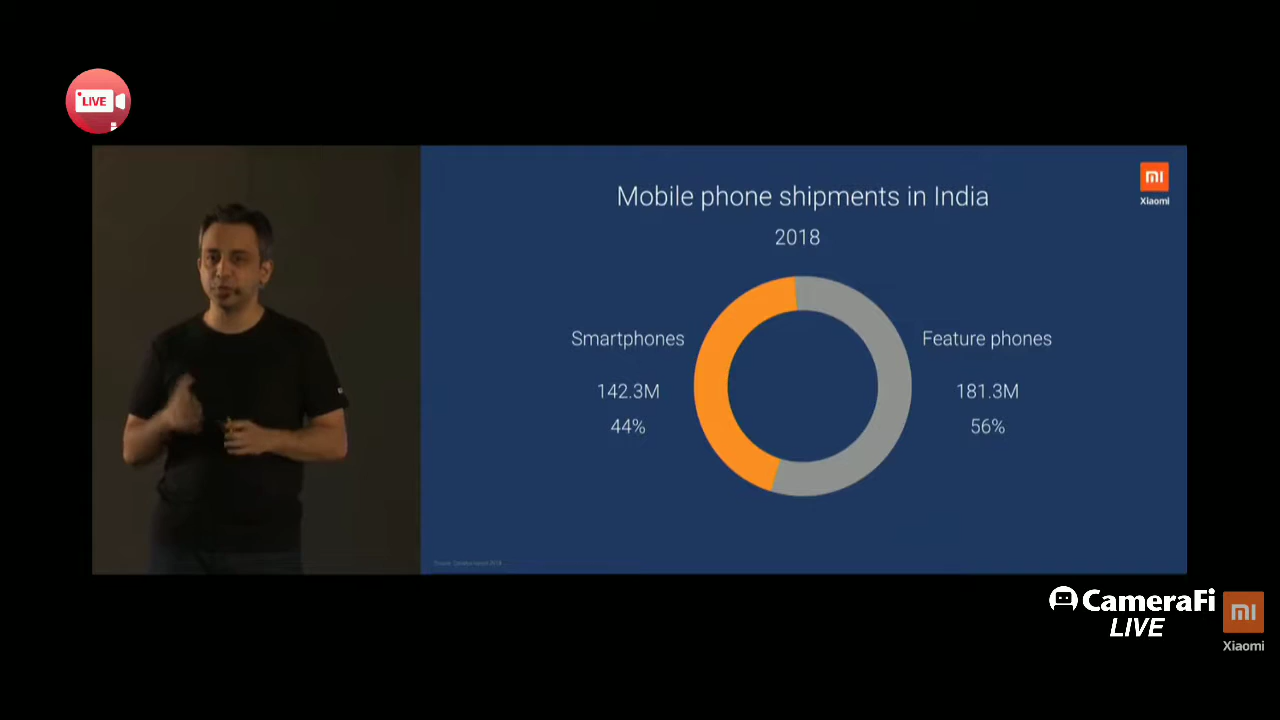 LIVE
Mobile phone shipments in India
2018
mi
Xiaomi
Smartphones
142.3M
44%
Feature phones
181.3M
56%
CameraFi
LIVE
mi
Xiaomi